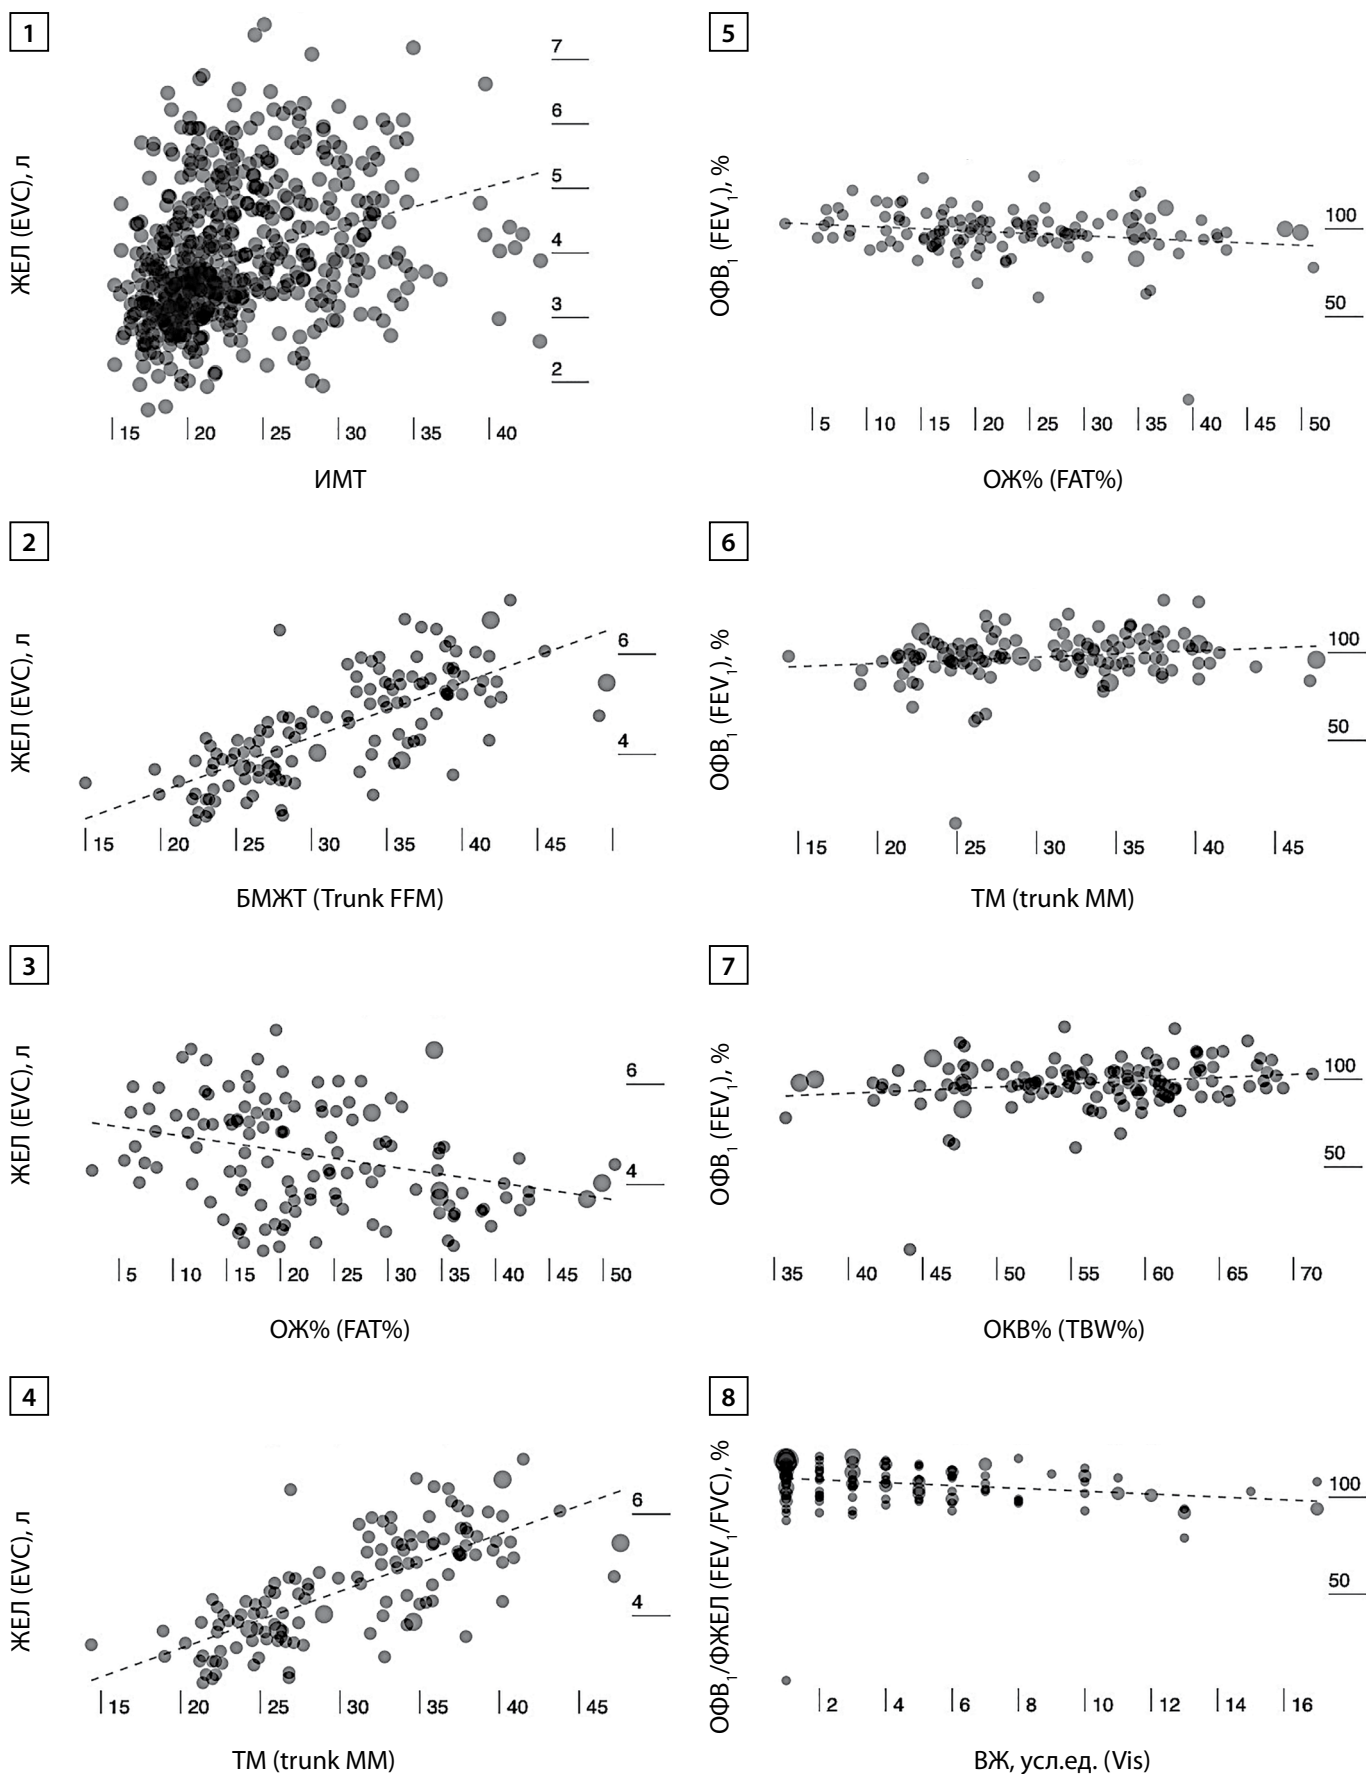 1
ЖЕЛ (EVC), л
7
6
5
4
3
2
15 20 25 30 35 40
ИМТ
2
ЖЕЛ (EVC), л
6
4
15 20 25 30 35 40 45
БМЖТ (Trunk FFM)
3
ЖЕЛ (EVC), л
6
4
5 10 15 20 25 30 35 40 45 50
ОЖ% (FAT%)
4
ЖЕЛ (EVC), л
6
4
15 20 25 30 35 40 45
ТМ (trunk MM)
5
ОФВ₁ (FEV₁), %
100
50
5 10 15 20 25 30 35 40 45 50
ОЖ% (FAT%)
6
ОФВ₁ (FEV₁), %
100
50
15 20 25 30 35 40 45
ТМ (trunk MM)
7
ОФВ₁ (FEV₁), %
100
50
35 40 45 50 55 60 65 70
ОКВ% (TBW%)
8
ОФВ₁/ФЖЕЛ (FEV₁/FVC), %
100
50
2 4 6 8 10 12 14 16
ВЖ, усл.ед. (Vis)